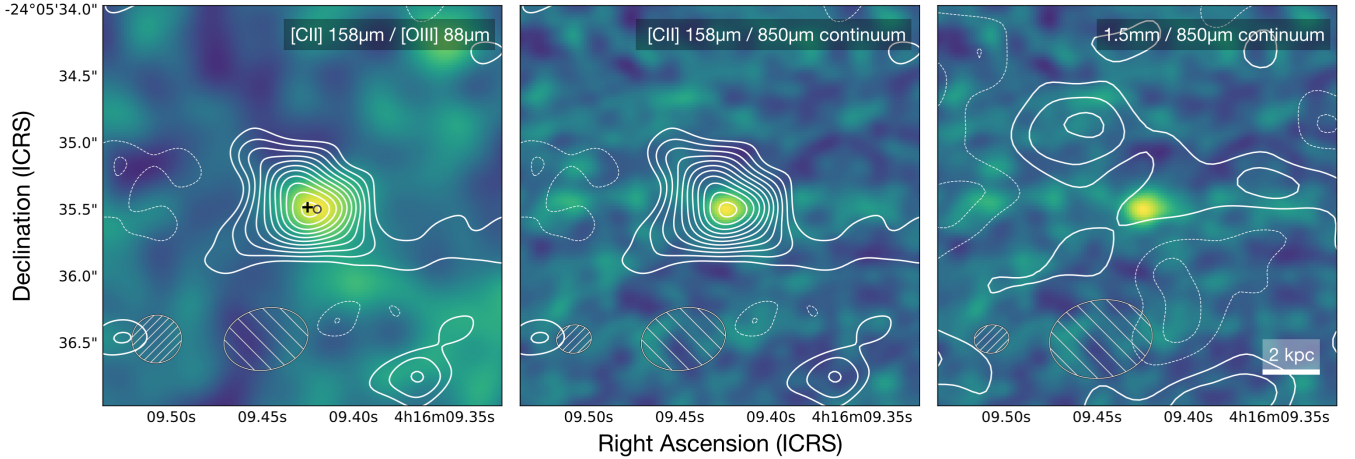 -24°05'34.0"
34.5"
35.0"
35.5"
36.0"
36.5"
Declination (ICRS)
[CII] 158μm / [OIII] 88μm
[CII] 158μm / 850μm continuum
1.5mm / 850μm continuum
2 kpc
09.50s 09.45s 09.40s 4h16m09.35s
09.50s 09.45s 09.40s 4h16m09.35s
09.50s 09.45s 09.40s 4h16m09.35s
Right Ascension (ICRS)